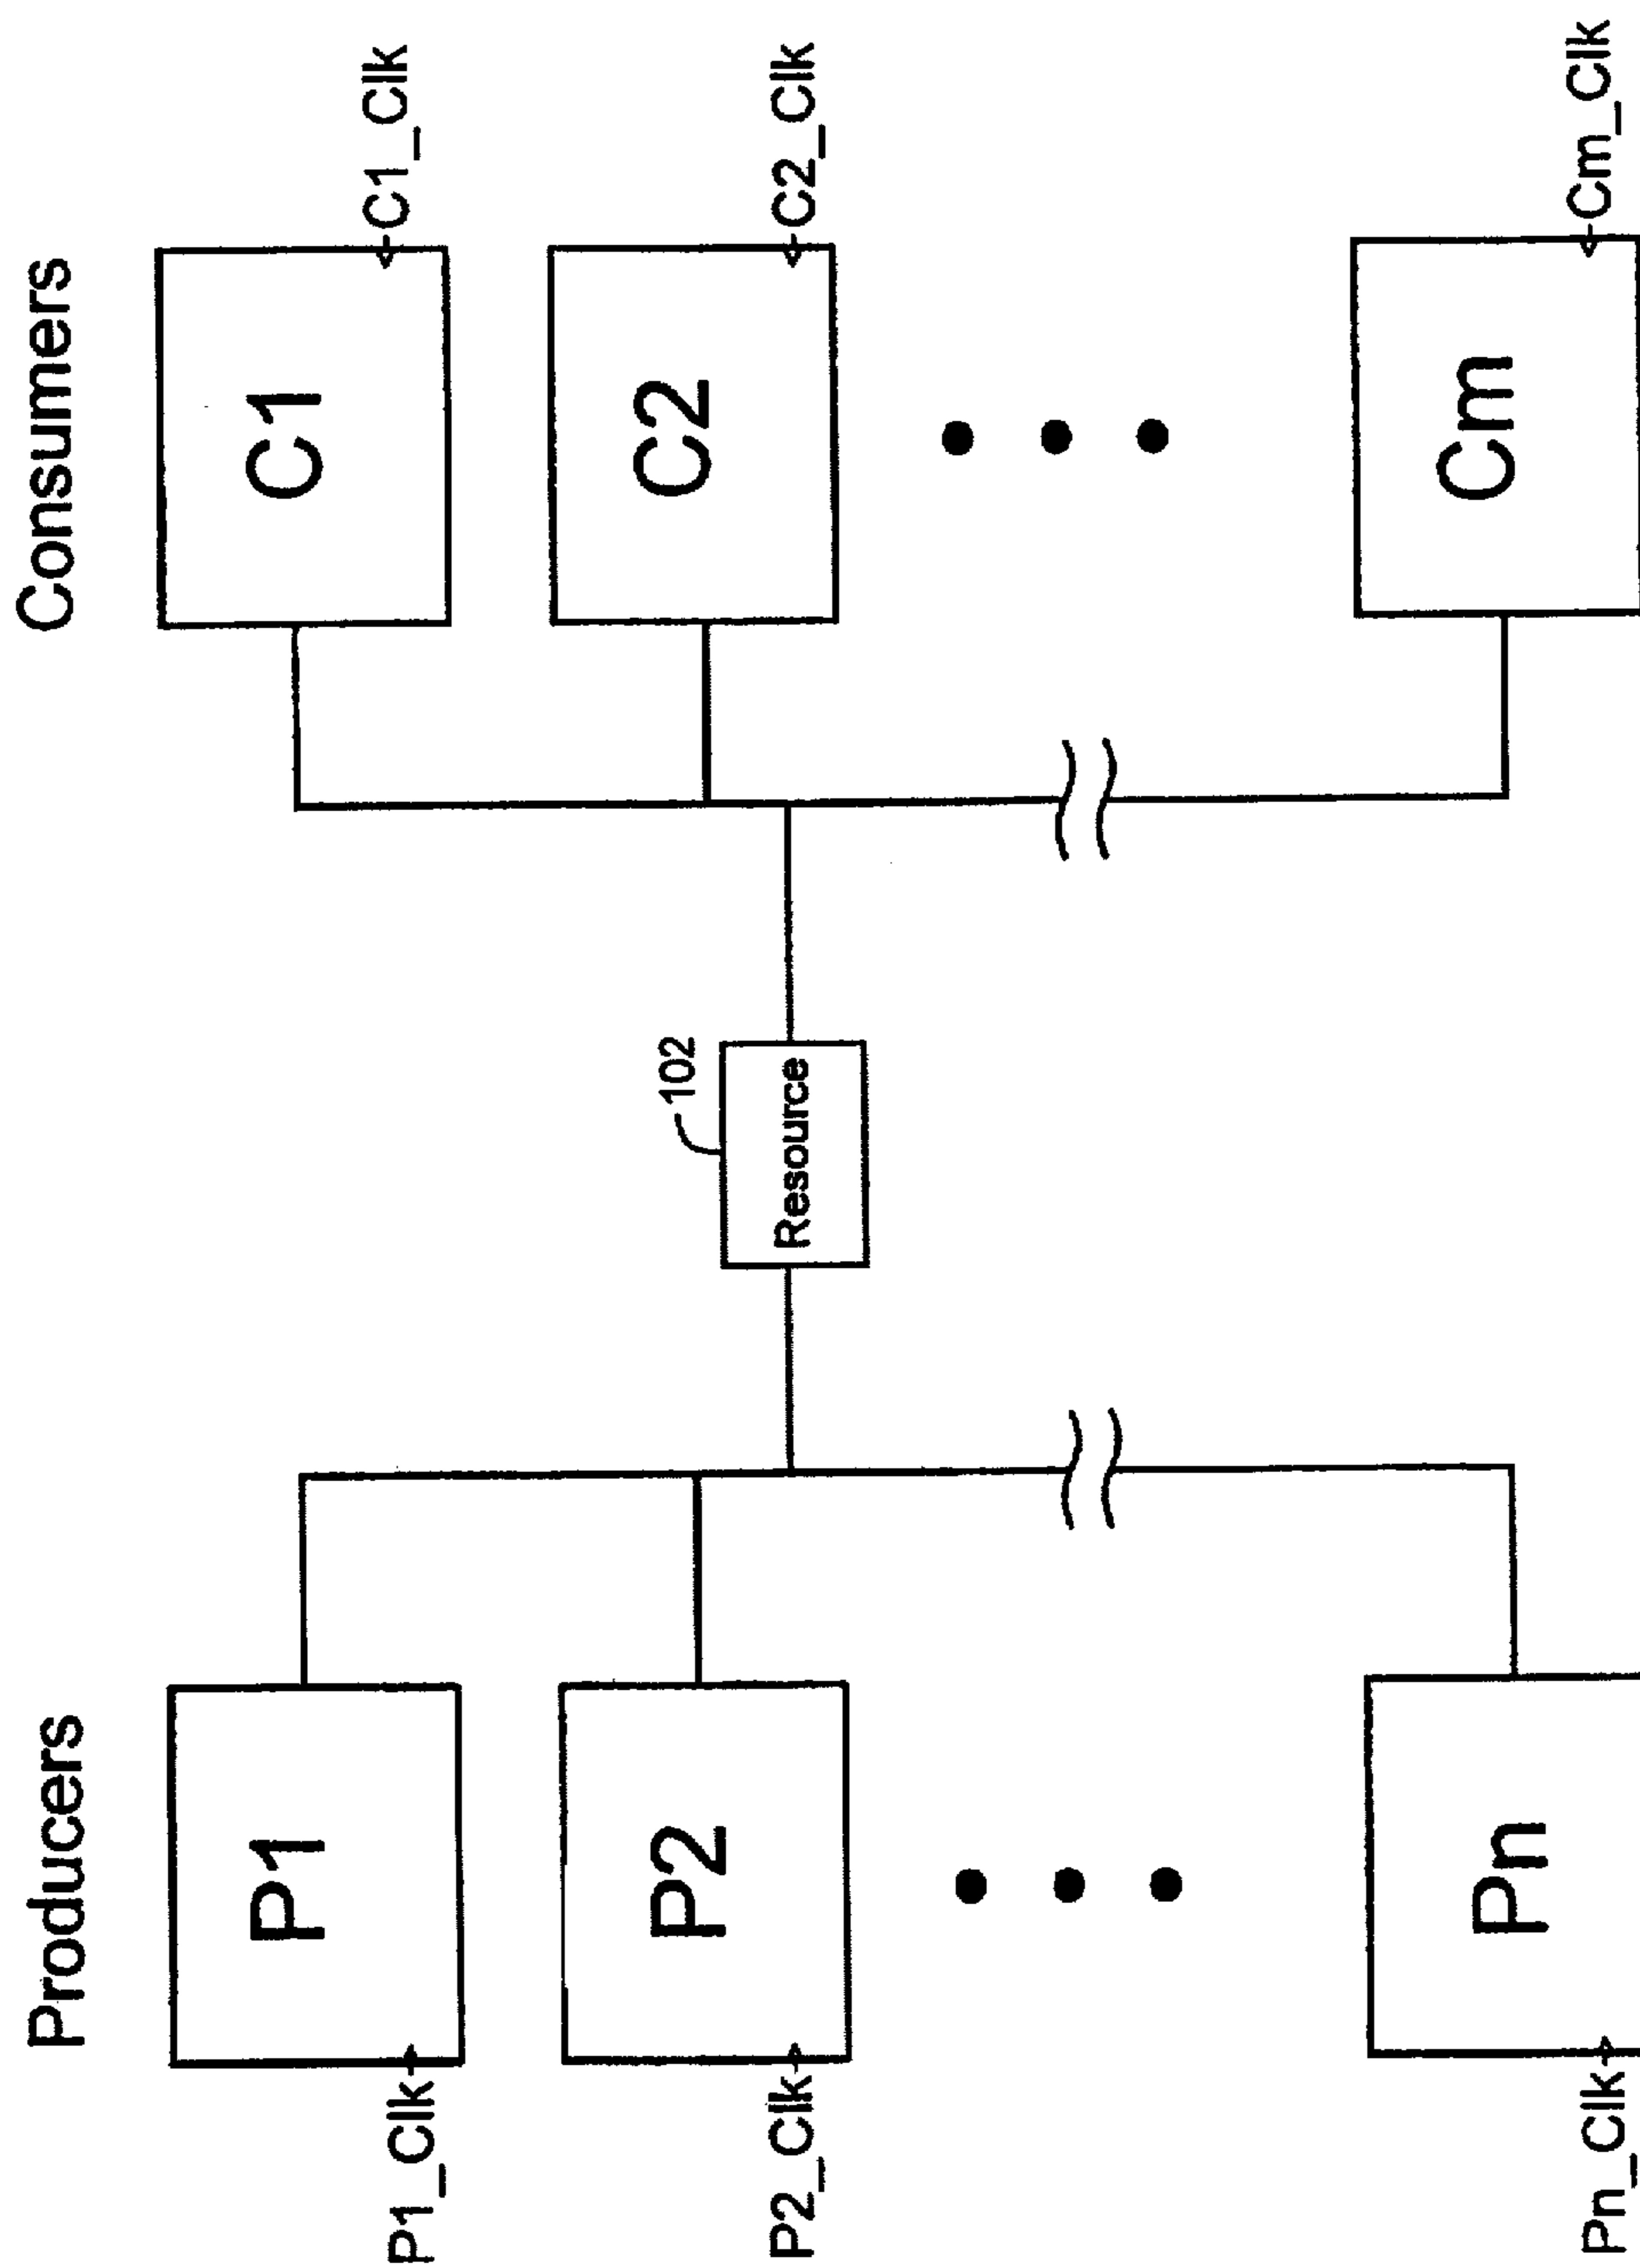 Producers
Consumers
P1
C1
P1_Clk
C1_Clk
102
P2
Resource
C2
P2_Clk
C2_Clk
Pn
Cm
Pn_Clk
Cm_Clk